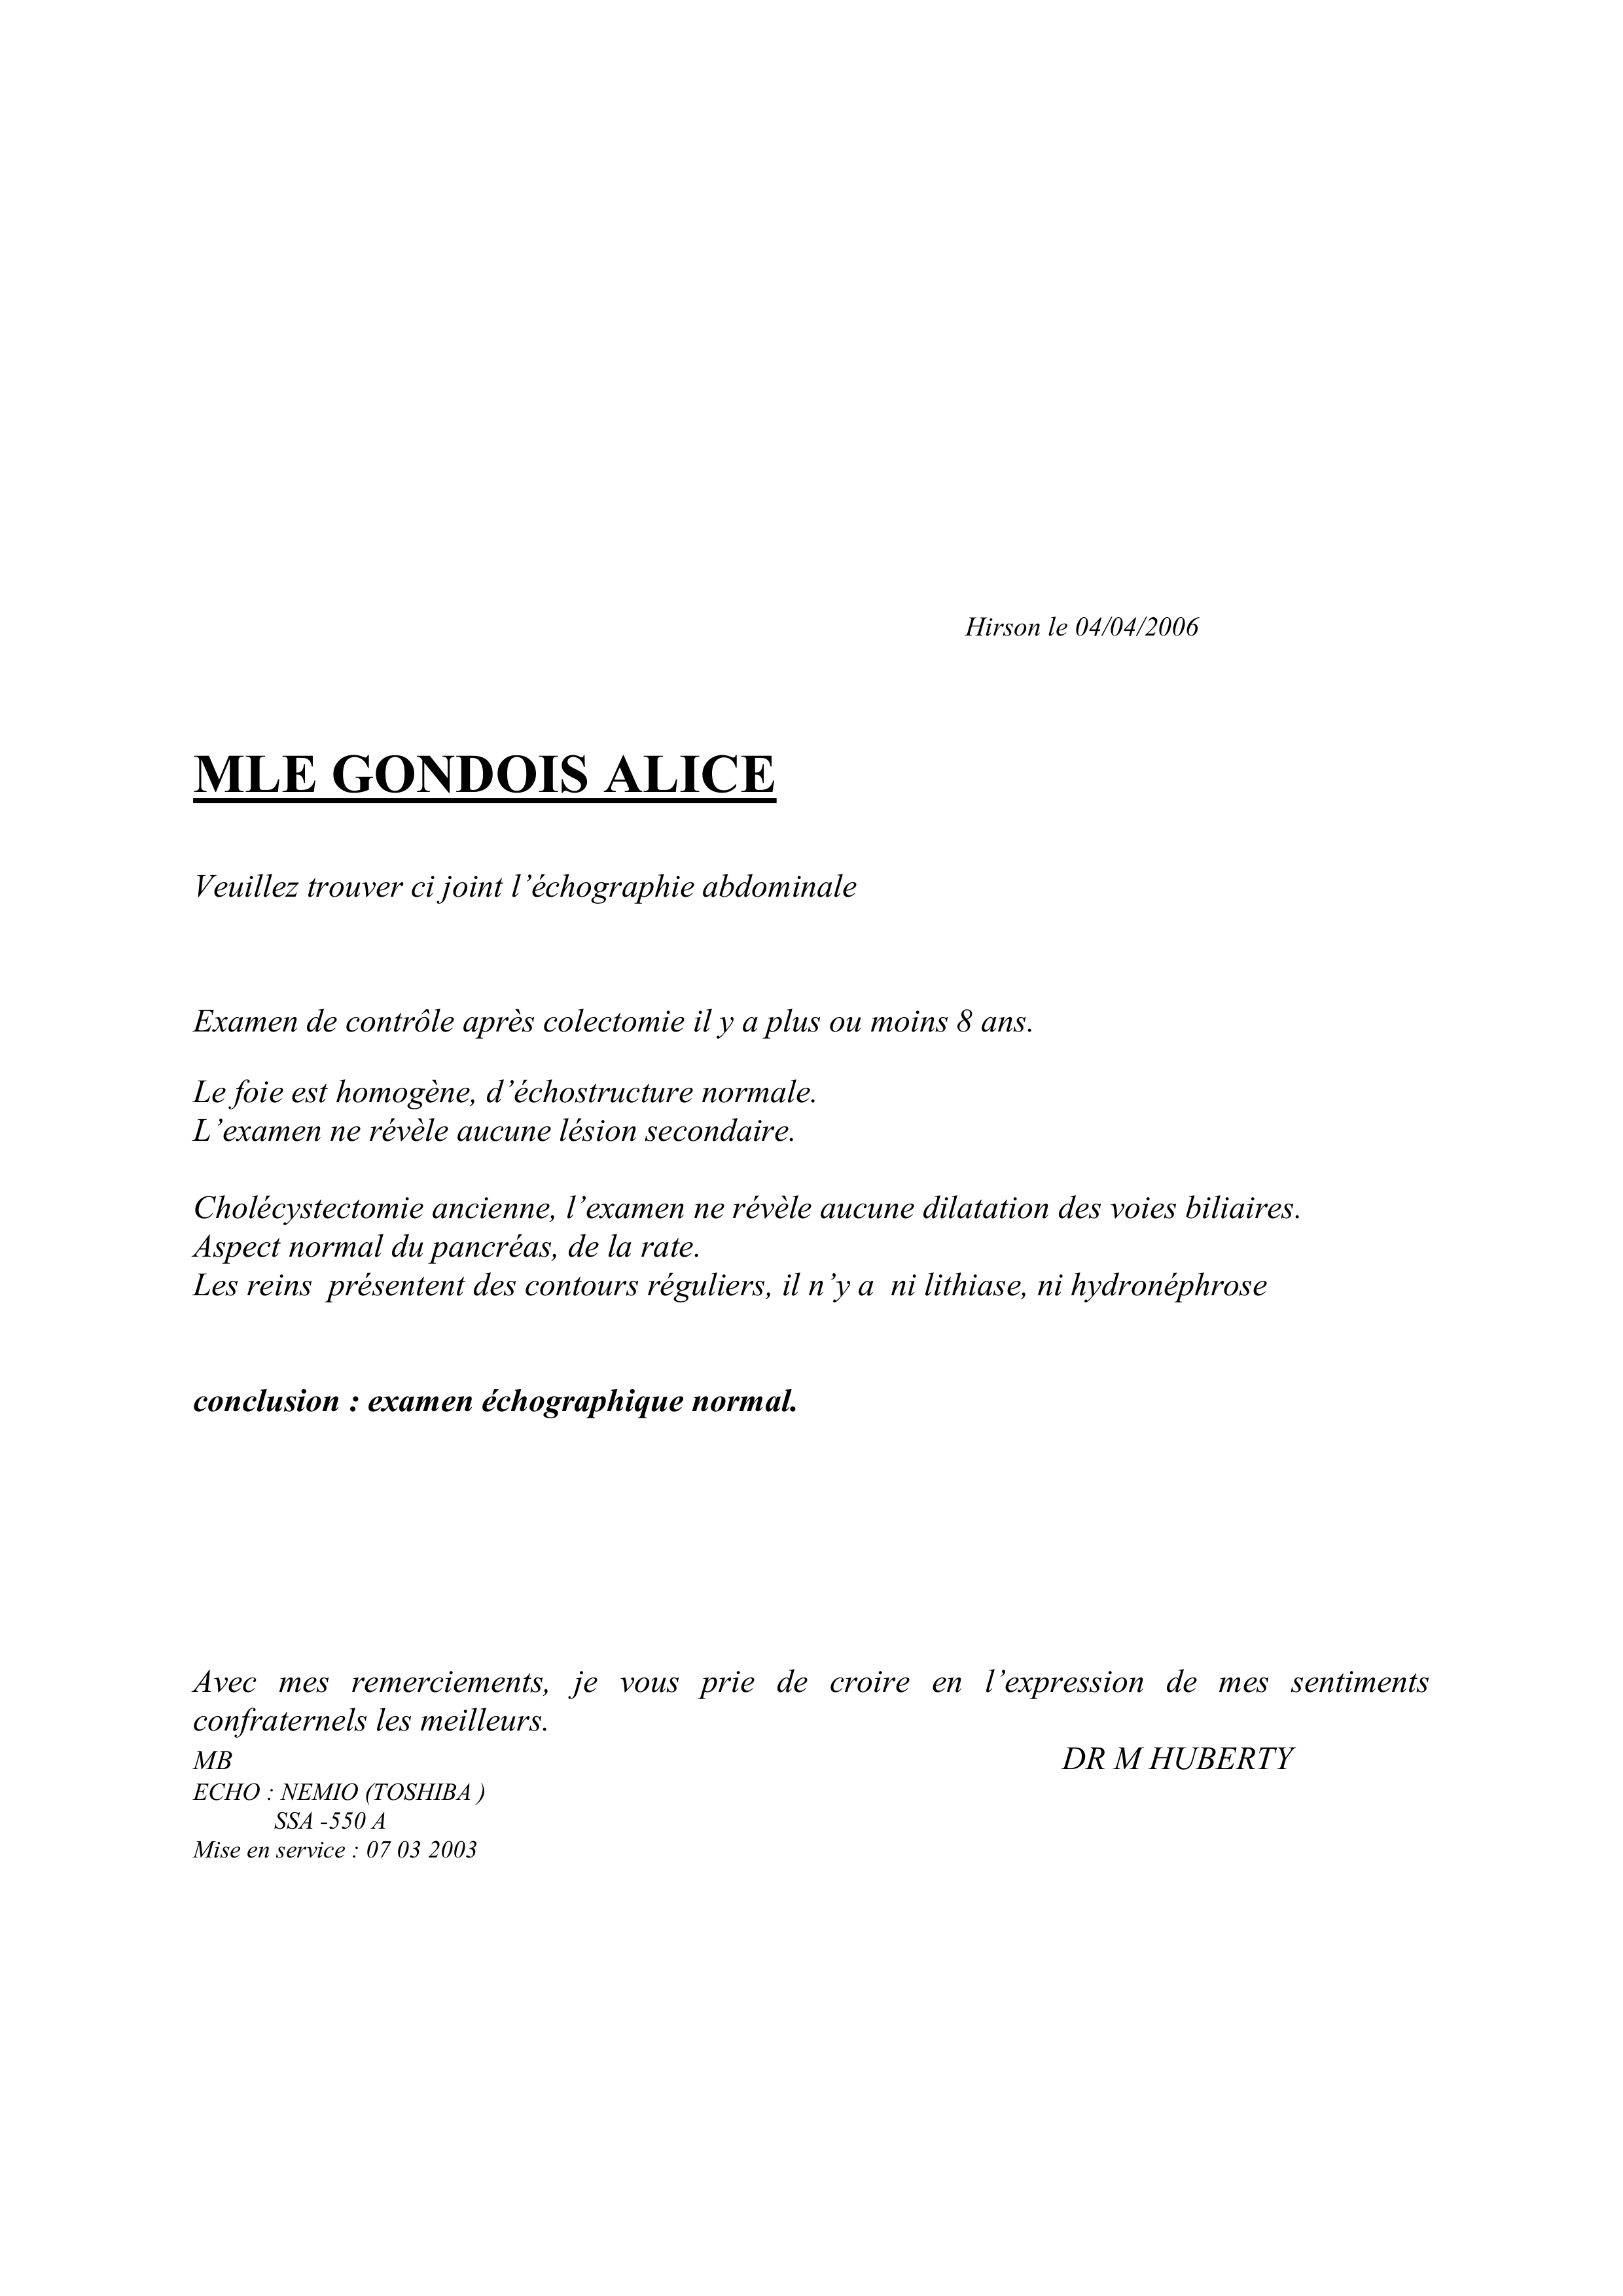 Hirson le 04/04/2006
MLE GONDOIS ALICE
Veuillez trouver ci joint l’échographie abdominale
Examen de contrôle après colectomie il y a plus ou moins 8 ans.
Le foie est homogène, d’échostructure normale.
L’examen ne révèle aucune lésion secondaire.
Cholécystectomie ancienne, l’examen ne révèle aucune dilatation des voies biliaires.
Aspect normal du pancréas, de la rate.
Les reins  présentent des contours réguliers, il n’y a  ni lithiase, ni hydronéphrose
conclusion : examen échographique normal.
Avec mes remerciements, je vous prie de croire en l’expression de mes sentiments
confraternels les meilleurs.
MB DR M HUBERTY
ECHO : NEMIO (TOSHIBA )
SSA -550 A
Mise en service : 07 03 2003